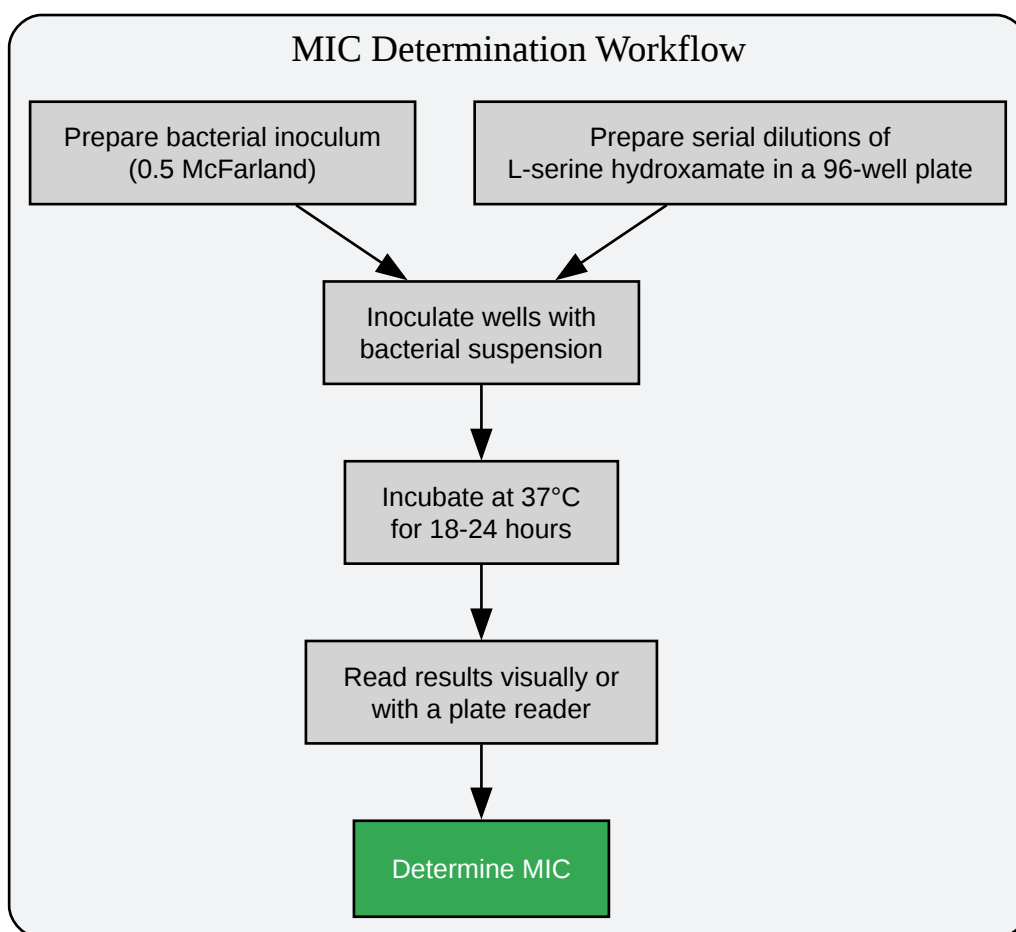 MIC Determination Workflow
Prepare bacterial inoculum
(0.5 McFarland)
Prepare serial dilutions of
L-serine hydroxamate in a 96-well plate
Inoculate wells with
bacterial suspension
Incubate at 37°C
for 18-24 hours
Read results visually or
with a plate reader
Determine MIC